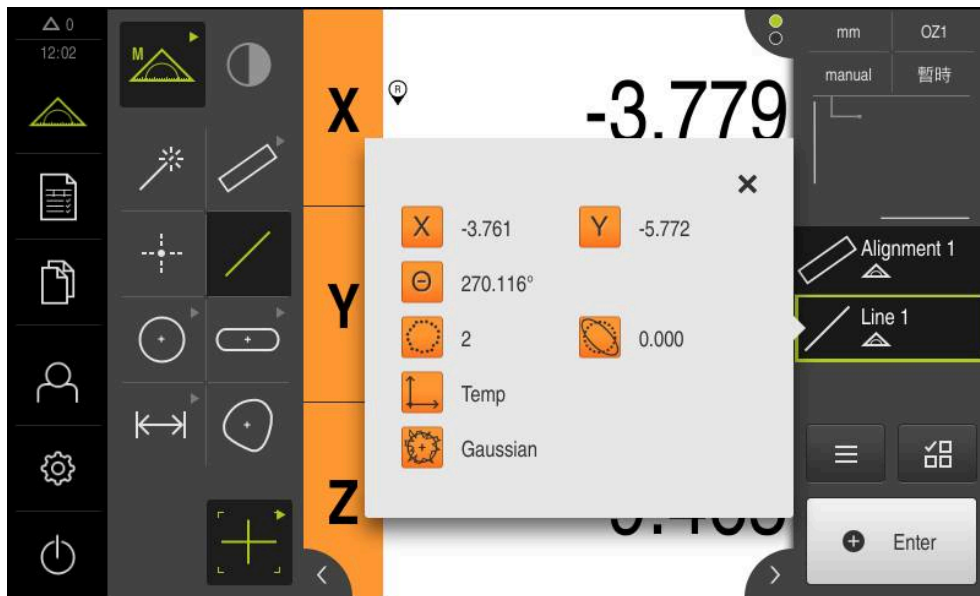 0
12:02
M
X
R
-3.779
mm
OZ1
manual
暫時
X -3.761
Y -5.772
Θ 270.116°
2
0.000
Temp
Gaussian
Y
Z
Alignment 1
Line 1
Enter